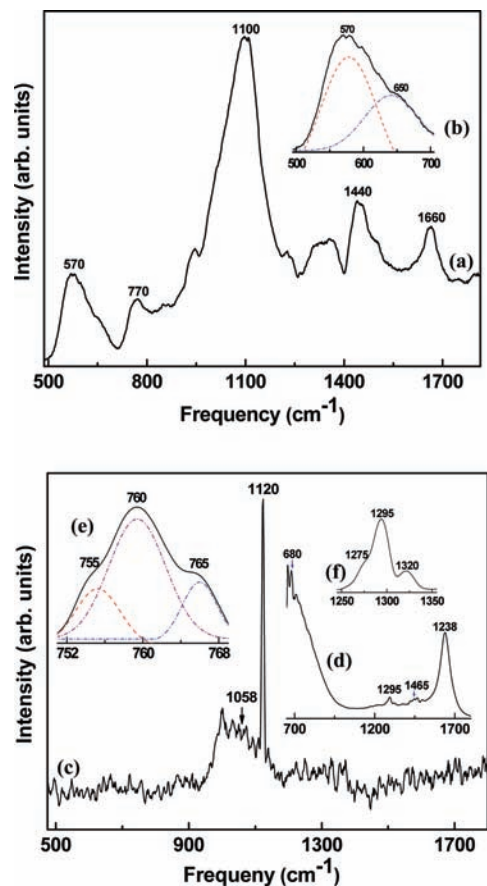 Intensity (arb. units)
1100
570
650
500 600 700
(b)
570
770
1440
1660
(a)
500 800 1100 1400 1700
Frequency (cm-1)
Intensity (arb. units)
(e)
760
755
765
752 760 768
1120
1295
(f)
1275
1320
1250 1300 1350
680
(d)
1238
1295
1465
700 1200 1700
1058
(c)
500 900 1300 1700
Frequeny (cm-1)